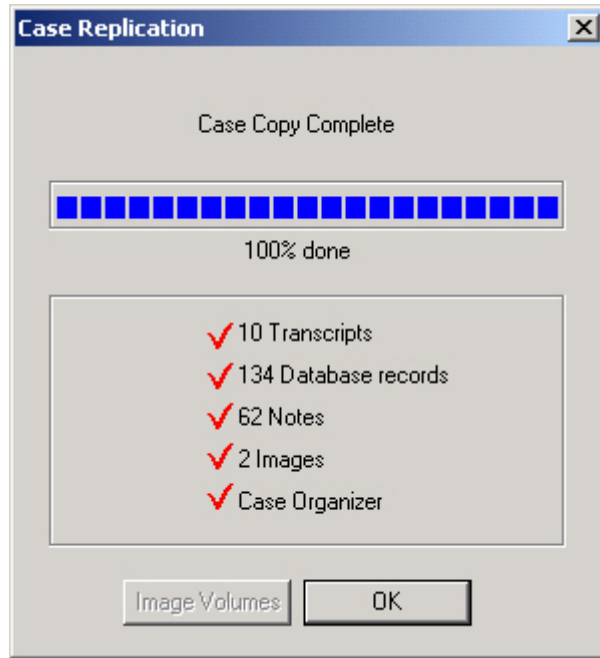 Case Replication
Case Copy Complete
100% done
10 Transcripts
134 Database records
62 Notes
2 Images
Case Organizer
Image Volumes
OK